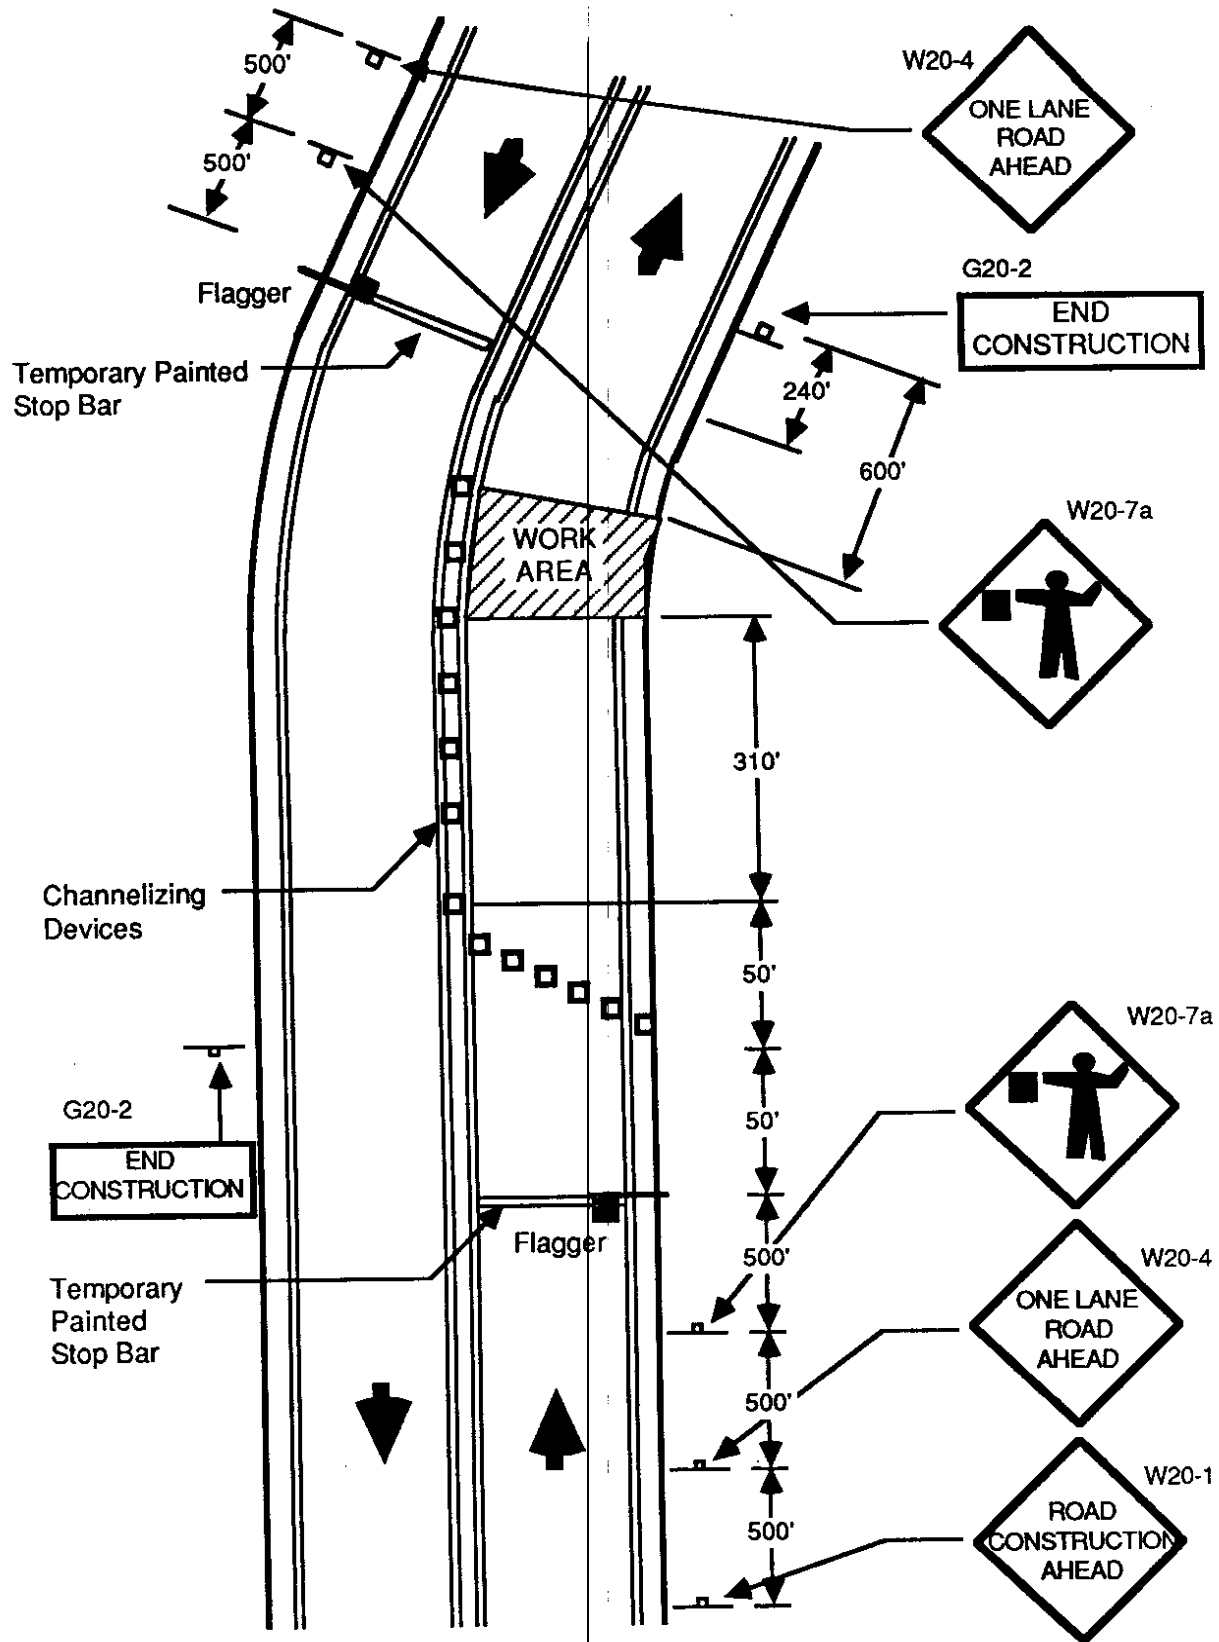 500'
W20-4
ONE LANE
ROAD
AHEAD
500'
G20-2
END
CONSTRUCTION
Flagger
Temporary Painted
Stop Bar
240'
600'
W20-7a
WORK
AREA
310'
Channelizing
Devices
50'
W20-7a
G20-2
END
CONSTRUCTION
50'
Flagger
500'
W20-4
ONE LANE
ROAD
AHEAD
Temporary
Painted
Stop Bar
500'
W20-1
ROAD
CONSTRUCTION
AHEAD
500'